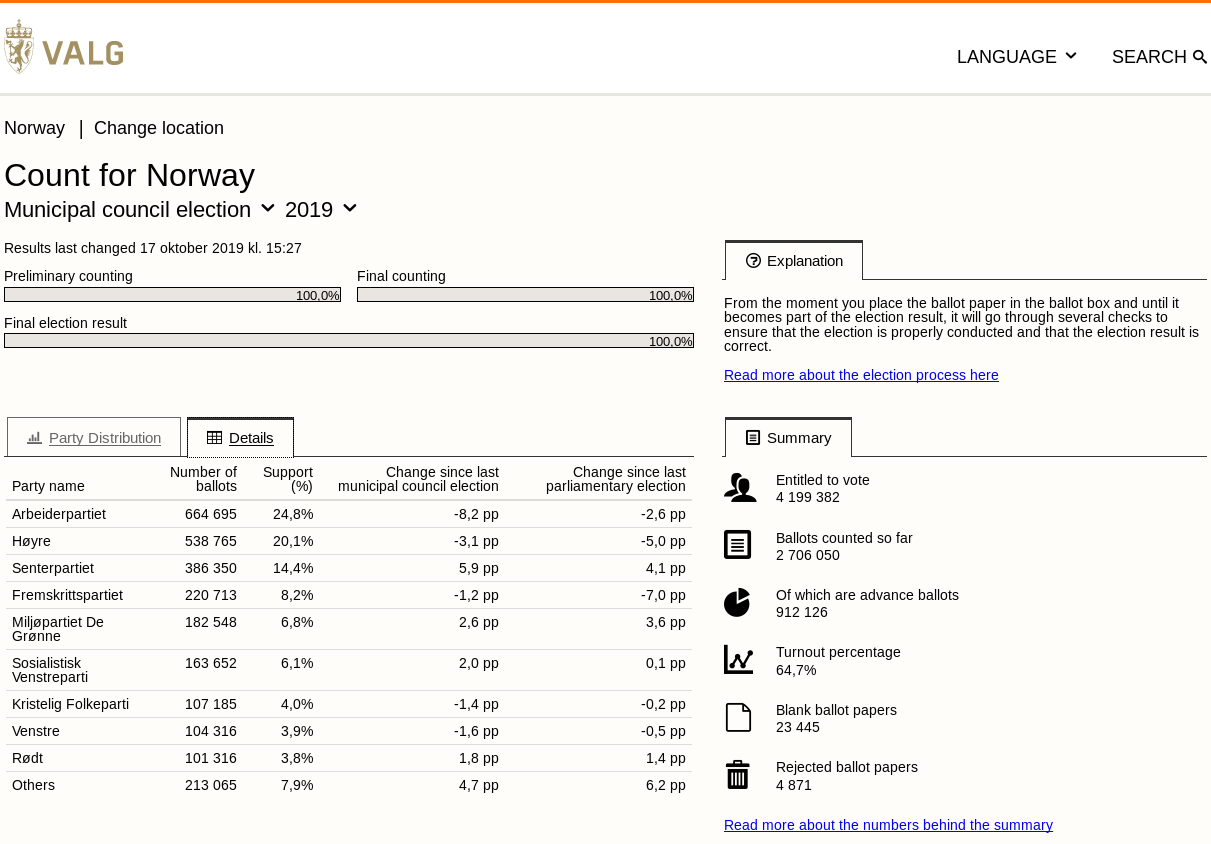 VALG
LANGUAGE
SEARCH
Norway | Change location
Count for Norway
Municipal council election 2019
Results last changed 17 oktober 2019 kl. 15:27
Preliminary counting
100,0%
Final counting
100,0%
Final election result
100,0%
Explanation
From the moment you place the ballot paper in the ballot box and until it
becomes part of the election result, it will go through several checks to
ensure that the election is properly conducted and that the election result is
correct.
Read more about the election process here
Party Distribution
Details
Party name Number of ballots Support (%) Change since last municipal council election Change since last parliamentary election
Arbeiderpartiet 664 695 24,8% -8,2 pp -2,6 pp
Høyre 538 765 20,1% -3,1 pp -5,0 pp
Senterpartiet 386 350 14,4% 5,9 pp 4,1 pp
Fremskrittspartiet 220 713 8,2% -1,2 pp -7,0 pp
Miljøpartiet De Grønne 182 548 6,8% 2,6 pp 3,6 pp
Sosialistisk Venstreparti 163 652 6,1% 2,0 pp 0,1 pp
Kristelig Folkeparti 107 185 4,0% -1,4 pp -0,2 pp
Venstre 104 316 3,9% -1,6 pp -0,5 pp
Rødt 101 316 3,8% 1,8 pp 1,4 pp
Others 213 065 7,9% 4,7 pp 6,2 pp
Summary
Entitled to vote
4 199 382
Ballots counted so far
2 706 050
Of which are advance ballots
912 126
Turnout percentage
64,7%
Blank ballot papers
23 445
Rejected ballot papers
4 871
Read more about the numbers behind the summary